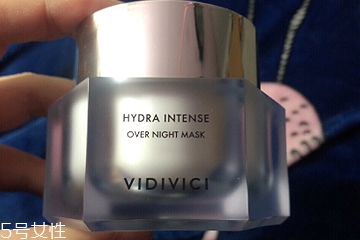 HYDRA INTENSE
OVER NIGHT MASK
VIDIVICI
5号女性